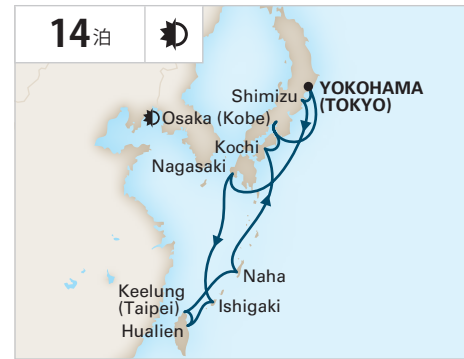 14泊
YOKOHAMA
(TOKYO)
Shimizu
Osaka (Kobe)
Kochi
Nagasaki
Naha
Keelung
(Taipei)
Ishigaki
Hualien